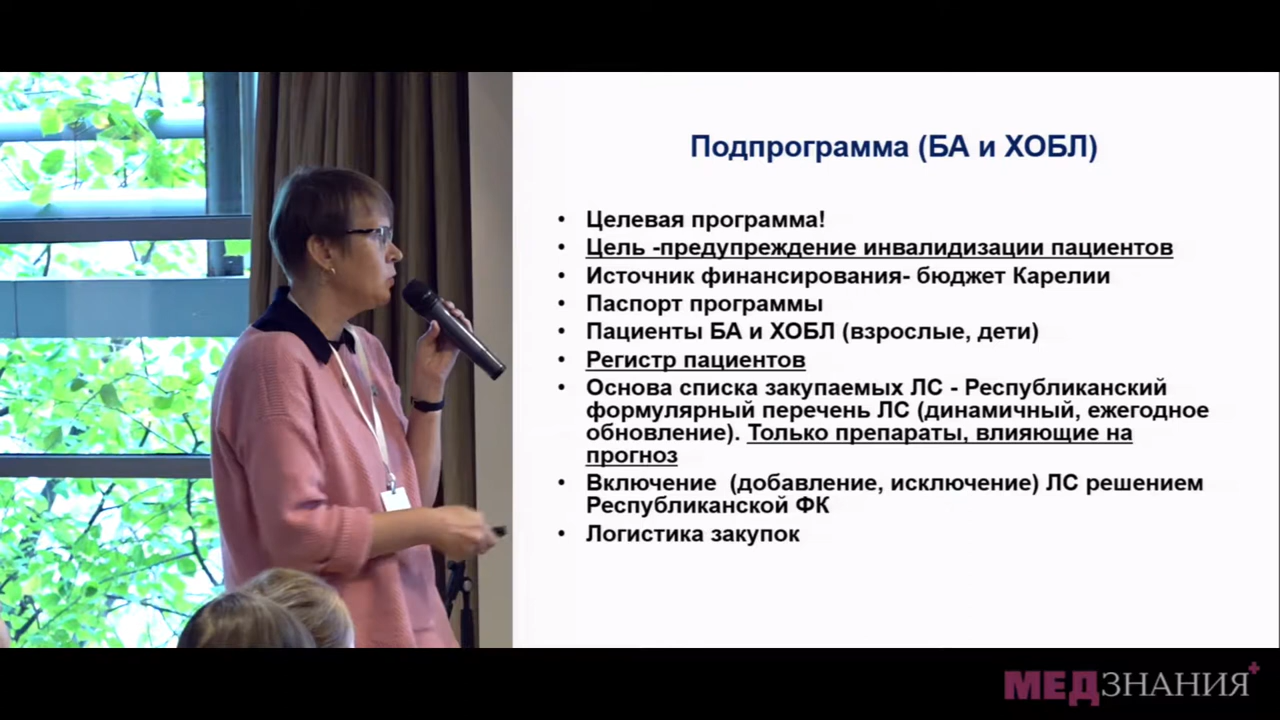 Подпрограмма (БА и ХОБЛ)
• Целевая программа!
• Цель -предупреждение инвалидизации пациентов
• Источник финансирования- бюджет Карелии
• Паспорт программы
• Пациенты БА и ХОБЛ (взрослые, дети)
• Регистр пациентов
• Основа списка закупаемых ЛС - Республиканский
формулярный перечень ЛС (динамичный, ежегодное
обновление). Только препараты, влияющие на
прогноз
• Включение (добавление, исключение) ЛС решением
Республиканской ФК
• Логистика закупок
МЕДЗНАНИЯ+